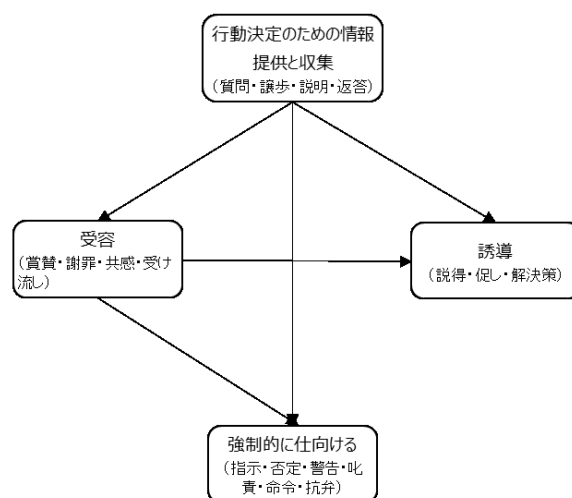 行動決定のための情報
提供と収集
(質問・譲歩・説明・返答)
受容
(賞賛・謝罪・共感・受け
流し)
誘導
(説得・促し・解決策)
強制的に仕向ける
(指示・否定・警告・叱
責・命令・抗弁)